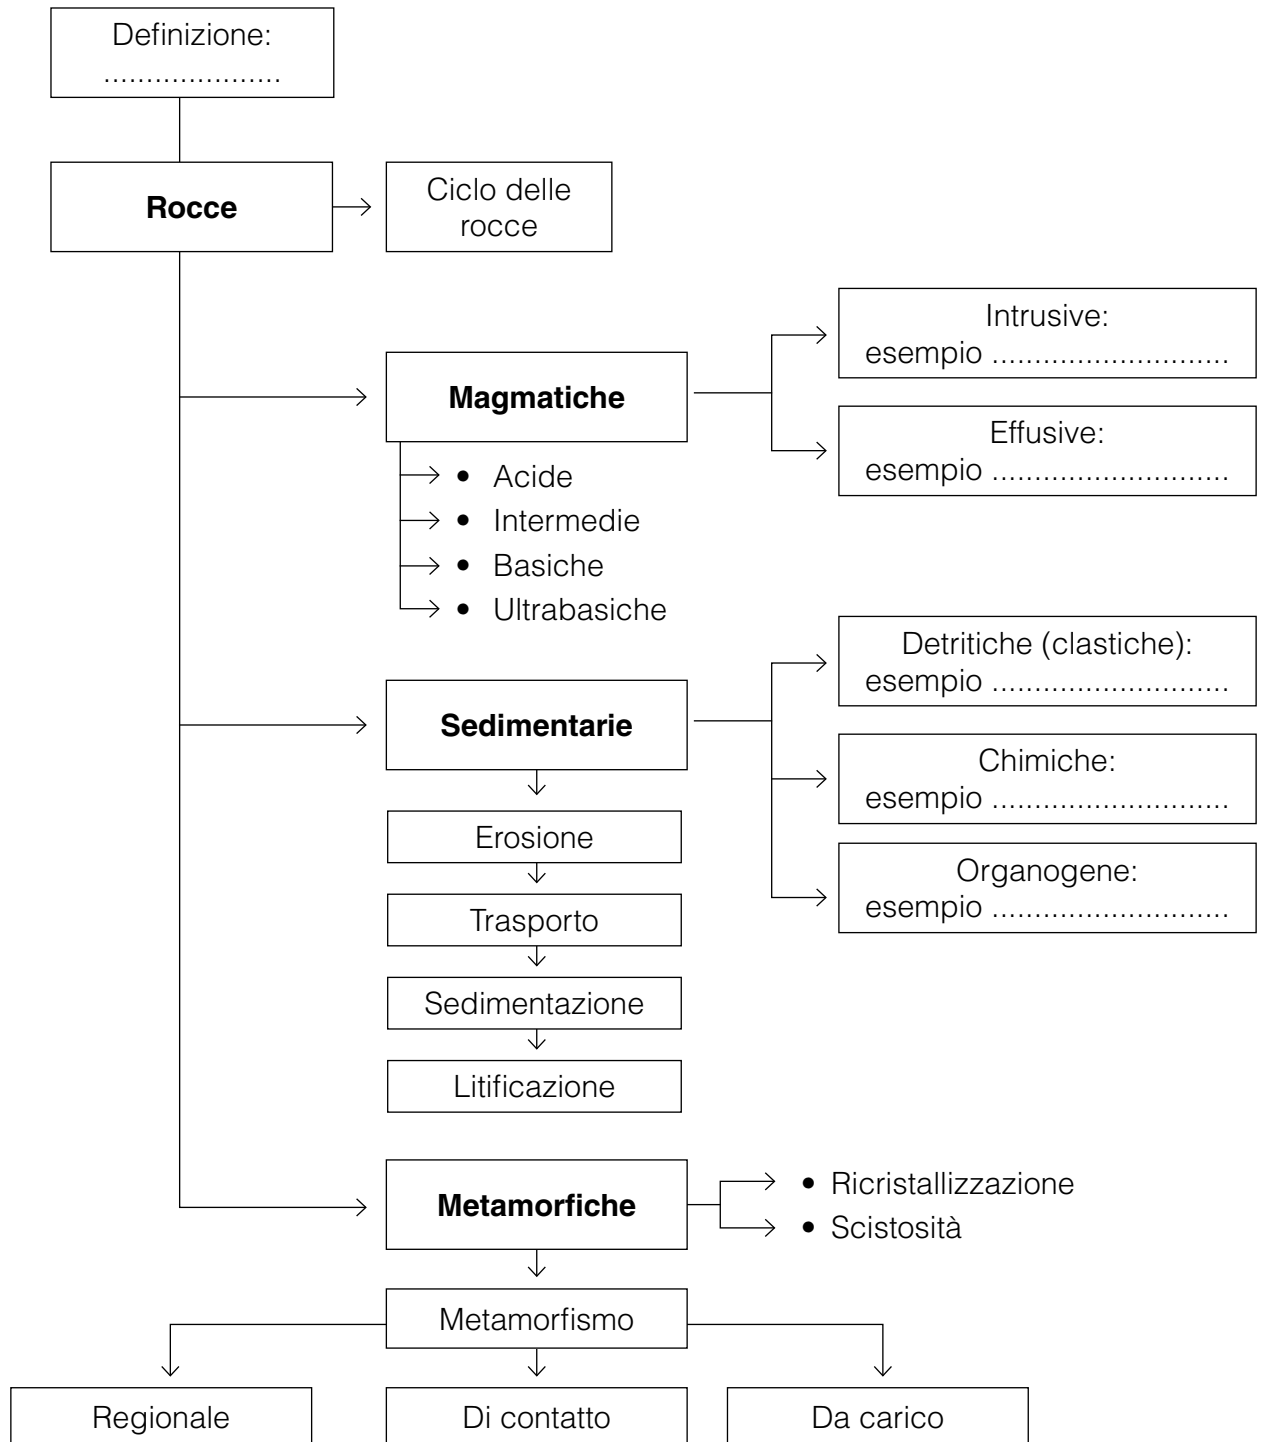 Definizione:
.....................
Rocce
Ciclo delle
rocce
Intrusive:
esempio ............................
Magmatiche
Effusive:
esempio ............................
• Acide
• Intermedie
• Basiche
• Ultrabasiche
Detritiche (clastiche):
esempio ............................
Sedimentarie
Chimiche:
esempio ............................
Erosione
Organogene:
esempio ............................
Trasporto
Sedimentazione
Litificazione
Metamorfiche
• Ricristallizzazione
• Scistosità
Metamorfismo
Regionale
Di contatto
Da carico